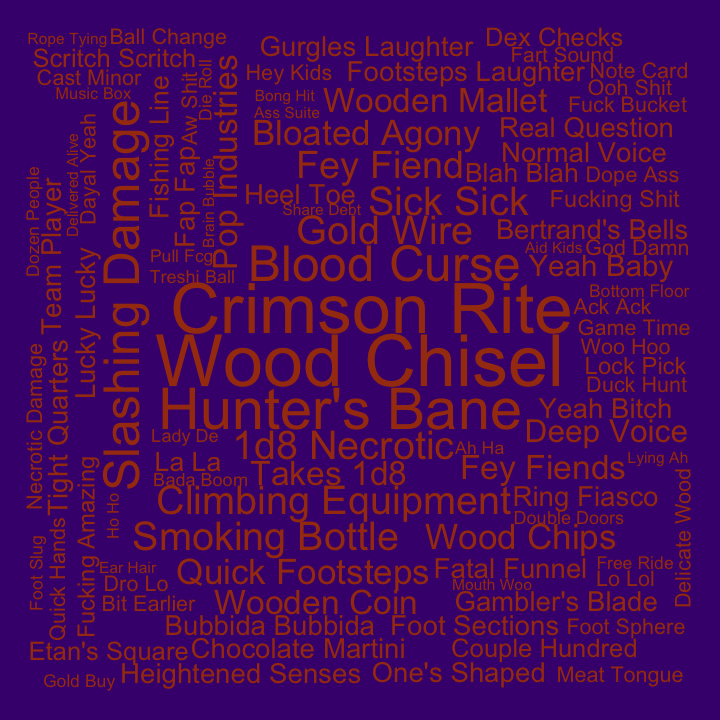 Rope Tying
Ball Change
Scritch Scritch
Cast Minor
Music Box
Gurgles Laughter
Dex Checks
Fart Sound
Hey Kids
Footsteps Laughter
Note Card
Ooh Shit
Bong Hit
Wooden Mallet
Fuck Bucket
Ass Suite
Bloated Agony
Real Question
Normal Voice
Fey Fiend
Blah Blah
Dope Ass
Heel Toe
Sick Sick
Fucking Shit
Share Debt
Gold Wire
Bertrand's Bells
Aid Kids
God Damn
Pull Fcg
Blood Curse
Yeah Baby
Treshi Ball
Bottom Floor
Crimson Rite
Ack Ack
Game Time
Wood Chisel
Woo Hoo
Lock Pick
Duck Hunt
Hunter's Bane
Yeah Bitch
Lady De
1d8 Necrotic
Ah Ha
Deep Voice
La La
Bada Boom
Takes 1d8
Fey Fiends
Lying Ah
Climbing Equipment
Ring Fiasco
Double Doors
Smoking Bottle
Wood Chips
Ear Hair
Dro Lo
Quick Footsteps
Fatal Funnel
Free Ride
Lo Lol
Mouth Woo
Bit Earlier
Wooden Coin
Gambler's Blade
Bubbida Bubbida
Foot Sections
Foot Sphere
Etan's Square
Chocolate Martini
Couple Hundred
Gold Buy
Heightened Senses
One's Shaped
Meat Tongue
Dozen People
Team Player
Delivered Alive
Dayal Yeah
Slashing Damage
Fishing Line
Aw Shit
Die Roll
Fap Fap
Brain Bubble
Pop Industries
Lucky Lucky
Necrotic Damage
Tight Quarters
Foot Slug
Quick Hands
Fucking Amazing
Ho Ho
Delicate Wood